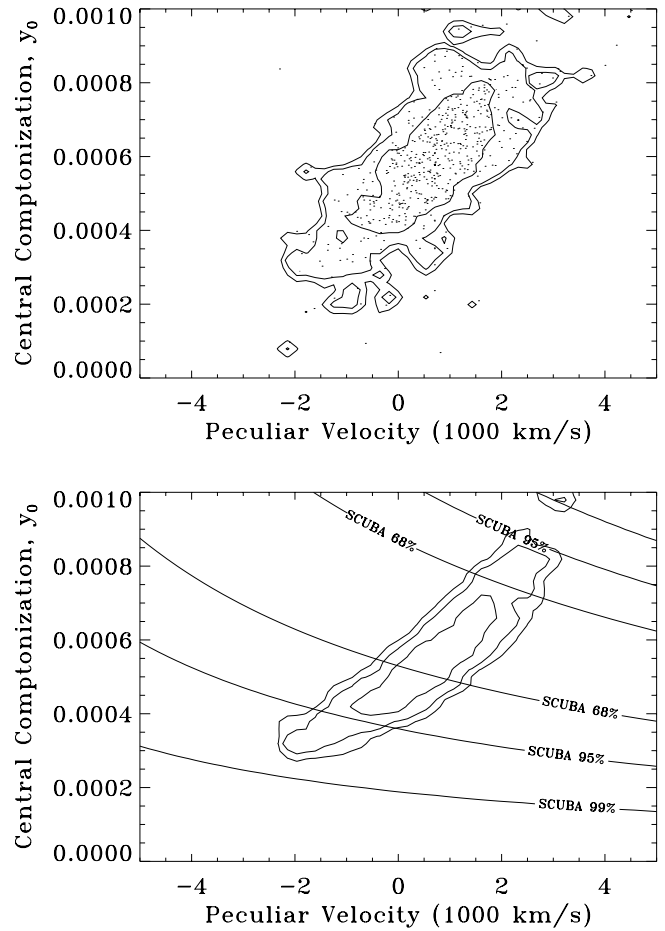 Central Comptonization, y0
0.0010
0.0008
0.0006
0.0004
0.0002
0.0000
−4 −2 0 2 4
Peculiar Velocity (1000 km/s)
Central Comptonization, y0
0.0010
0.0008
0.0006
0.0004
0.0002
0.0000
SCUBA 68%
SCUBA 95%
SCUBA 68%
SCUBA 95%
SCUBA 99%
−4 −2 0 2 4
Peculiar Velocity (1000 km/s)